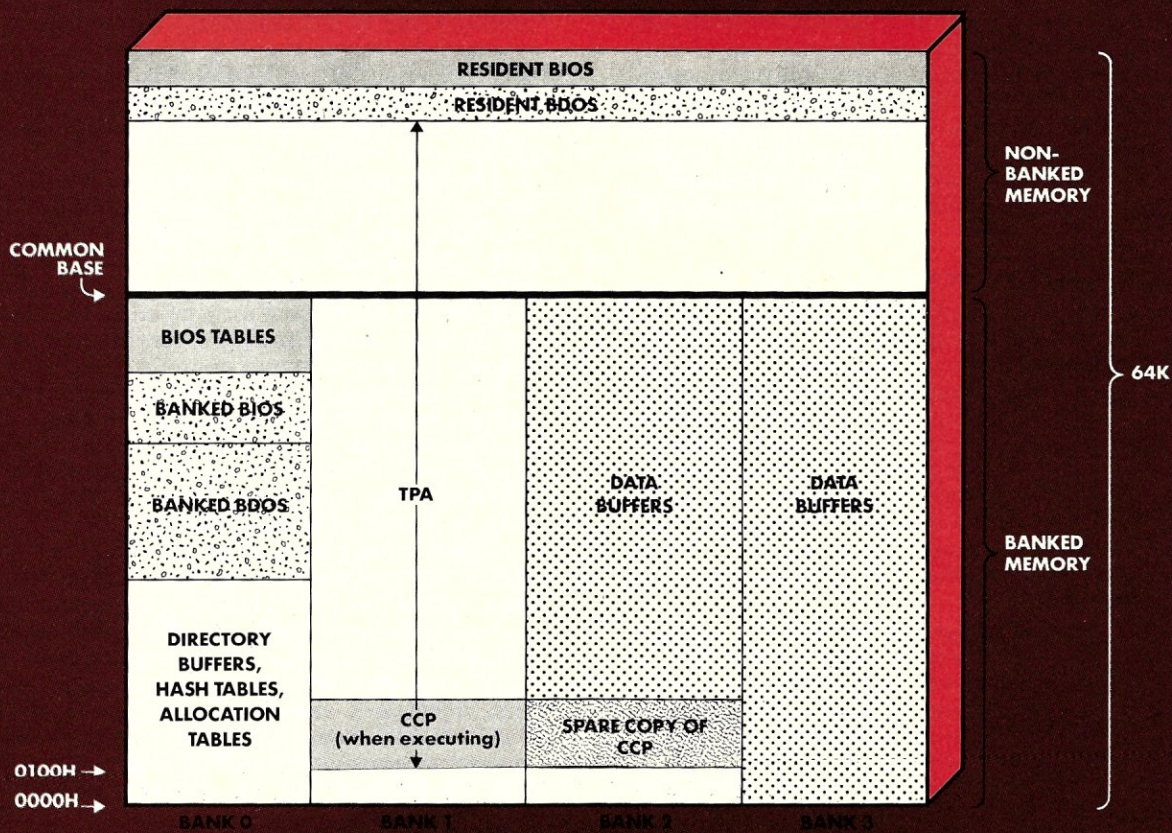 RESIDENT BIOS
RESIDENT BDOS
NON-
BANKED
MEMORY
COMMON
BASE
BIOS TABLES
64K
BANKED BIOS
BANKED BDOS
TPA
DATA
BUFFERS
DATA
BUFFERS
BANKED
MEMORY
DIRECTORY
BUFFERS,
HASH TABLES,
ALLOCATION
TABLES
CCP
(when executing)
SPARE COPY OF
CCP
0100H
0000H
BANK 0
BANK 1
BANK 2
BANK 3